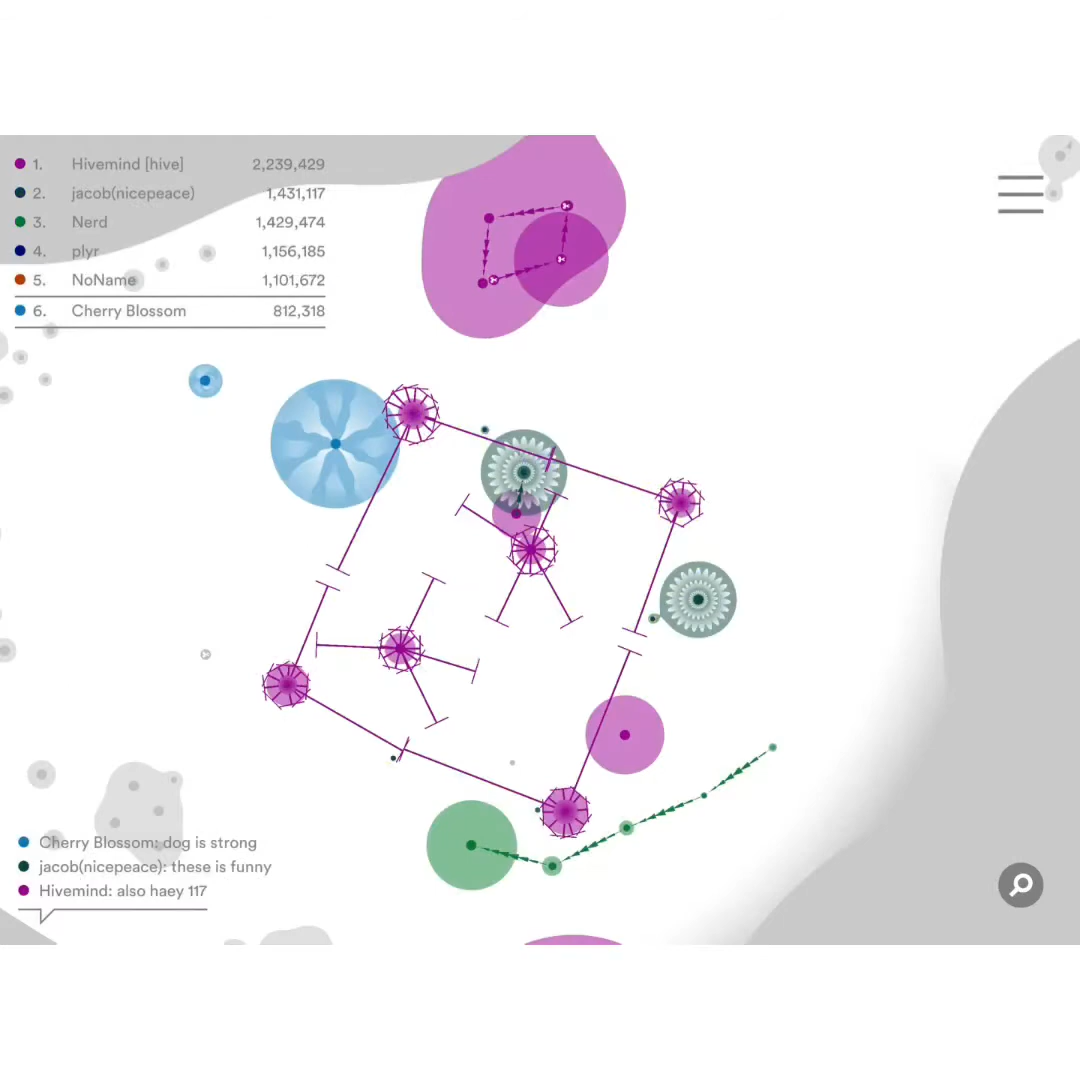 1. Hivemind [hive] 2,239,429
2. jacob(nicepeace) 1,431,117
3. Nerd 1,429,474
4. plyr 1,156,185
5. NoName 1,101,672
6. Cherry Blossom 812,318
Cherry Blossom: dog is strong
jacob(nicepeace): these is funny
Hivemind: also haey 117